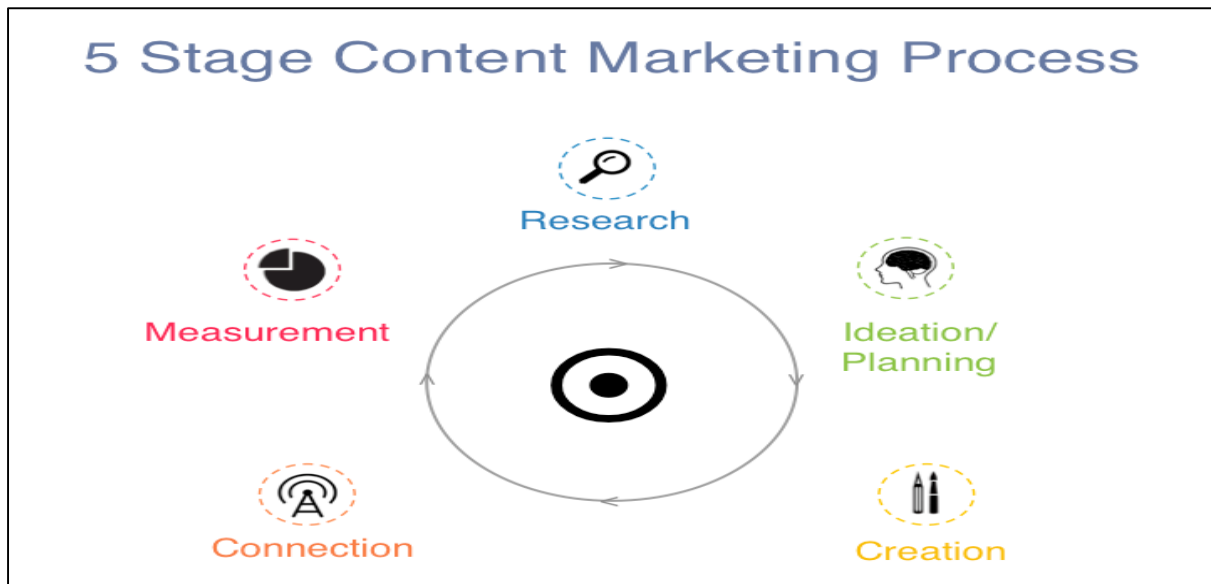 5 Stage Content Marketing Process
Research
Measurement
Ideation/
Planning
Connection
Creation